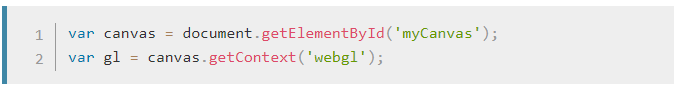 1 var canvas = document.getElementById('myCanvas');
2 var gl = canvas.getContext('webgl');